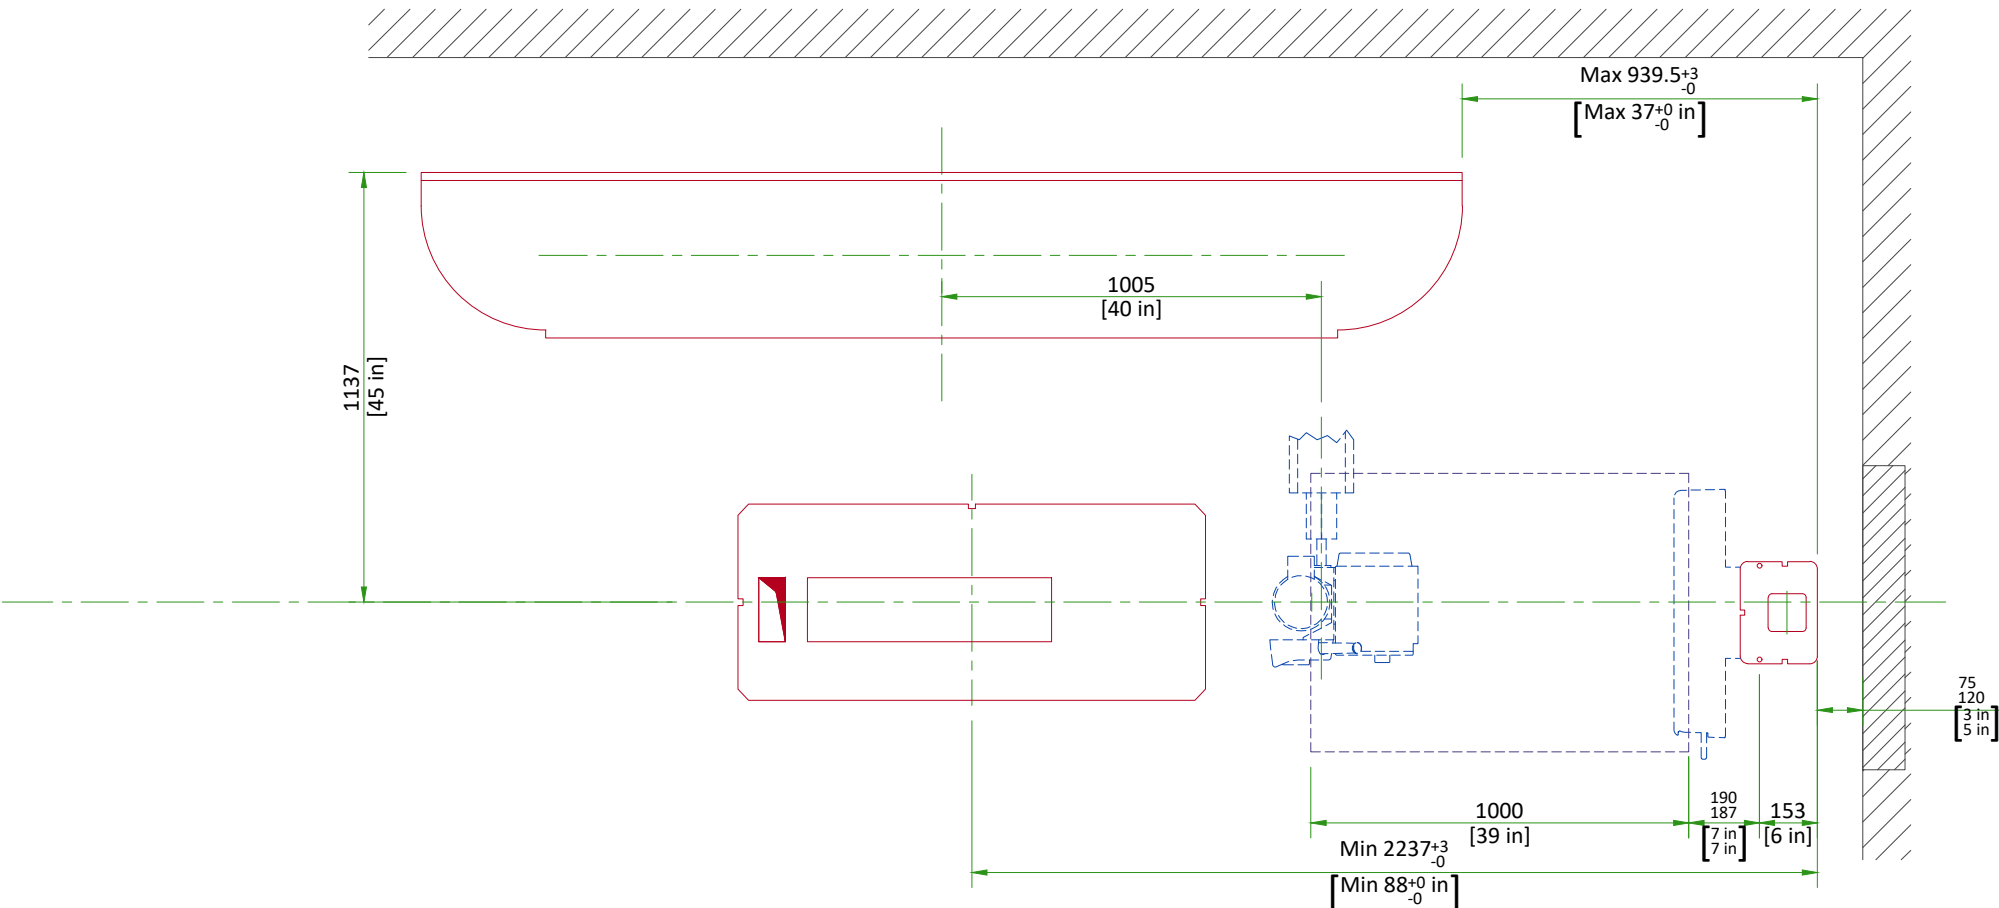 Max 939.5+3
-0
[Max 37+0 in]
-0
1005
[40 in]
1137
[45 in]
75
120
[3 in
5 in]
1000
[39 in]
190
187
[7 in
7 in]
153
[6 in]
Min 2237+3
-0
[Min 88+0 in]
-0